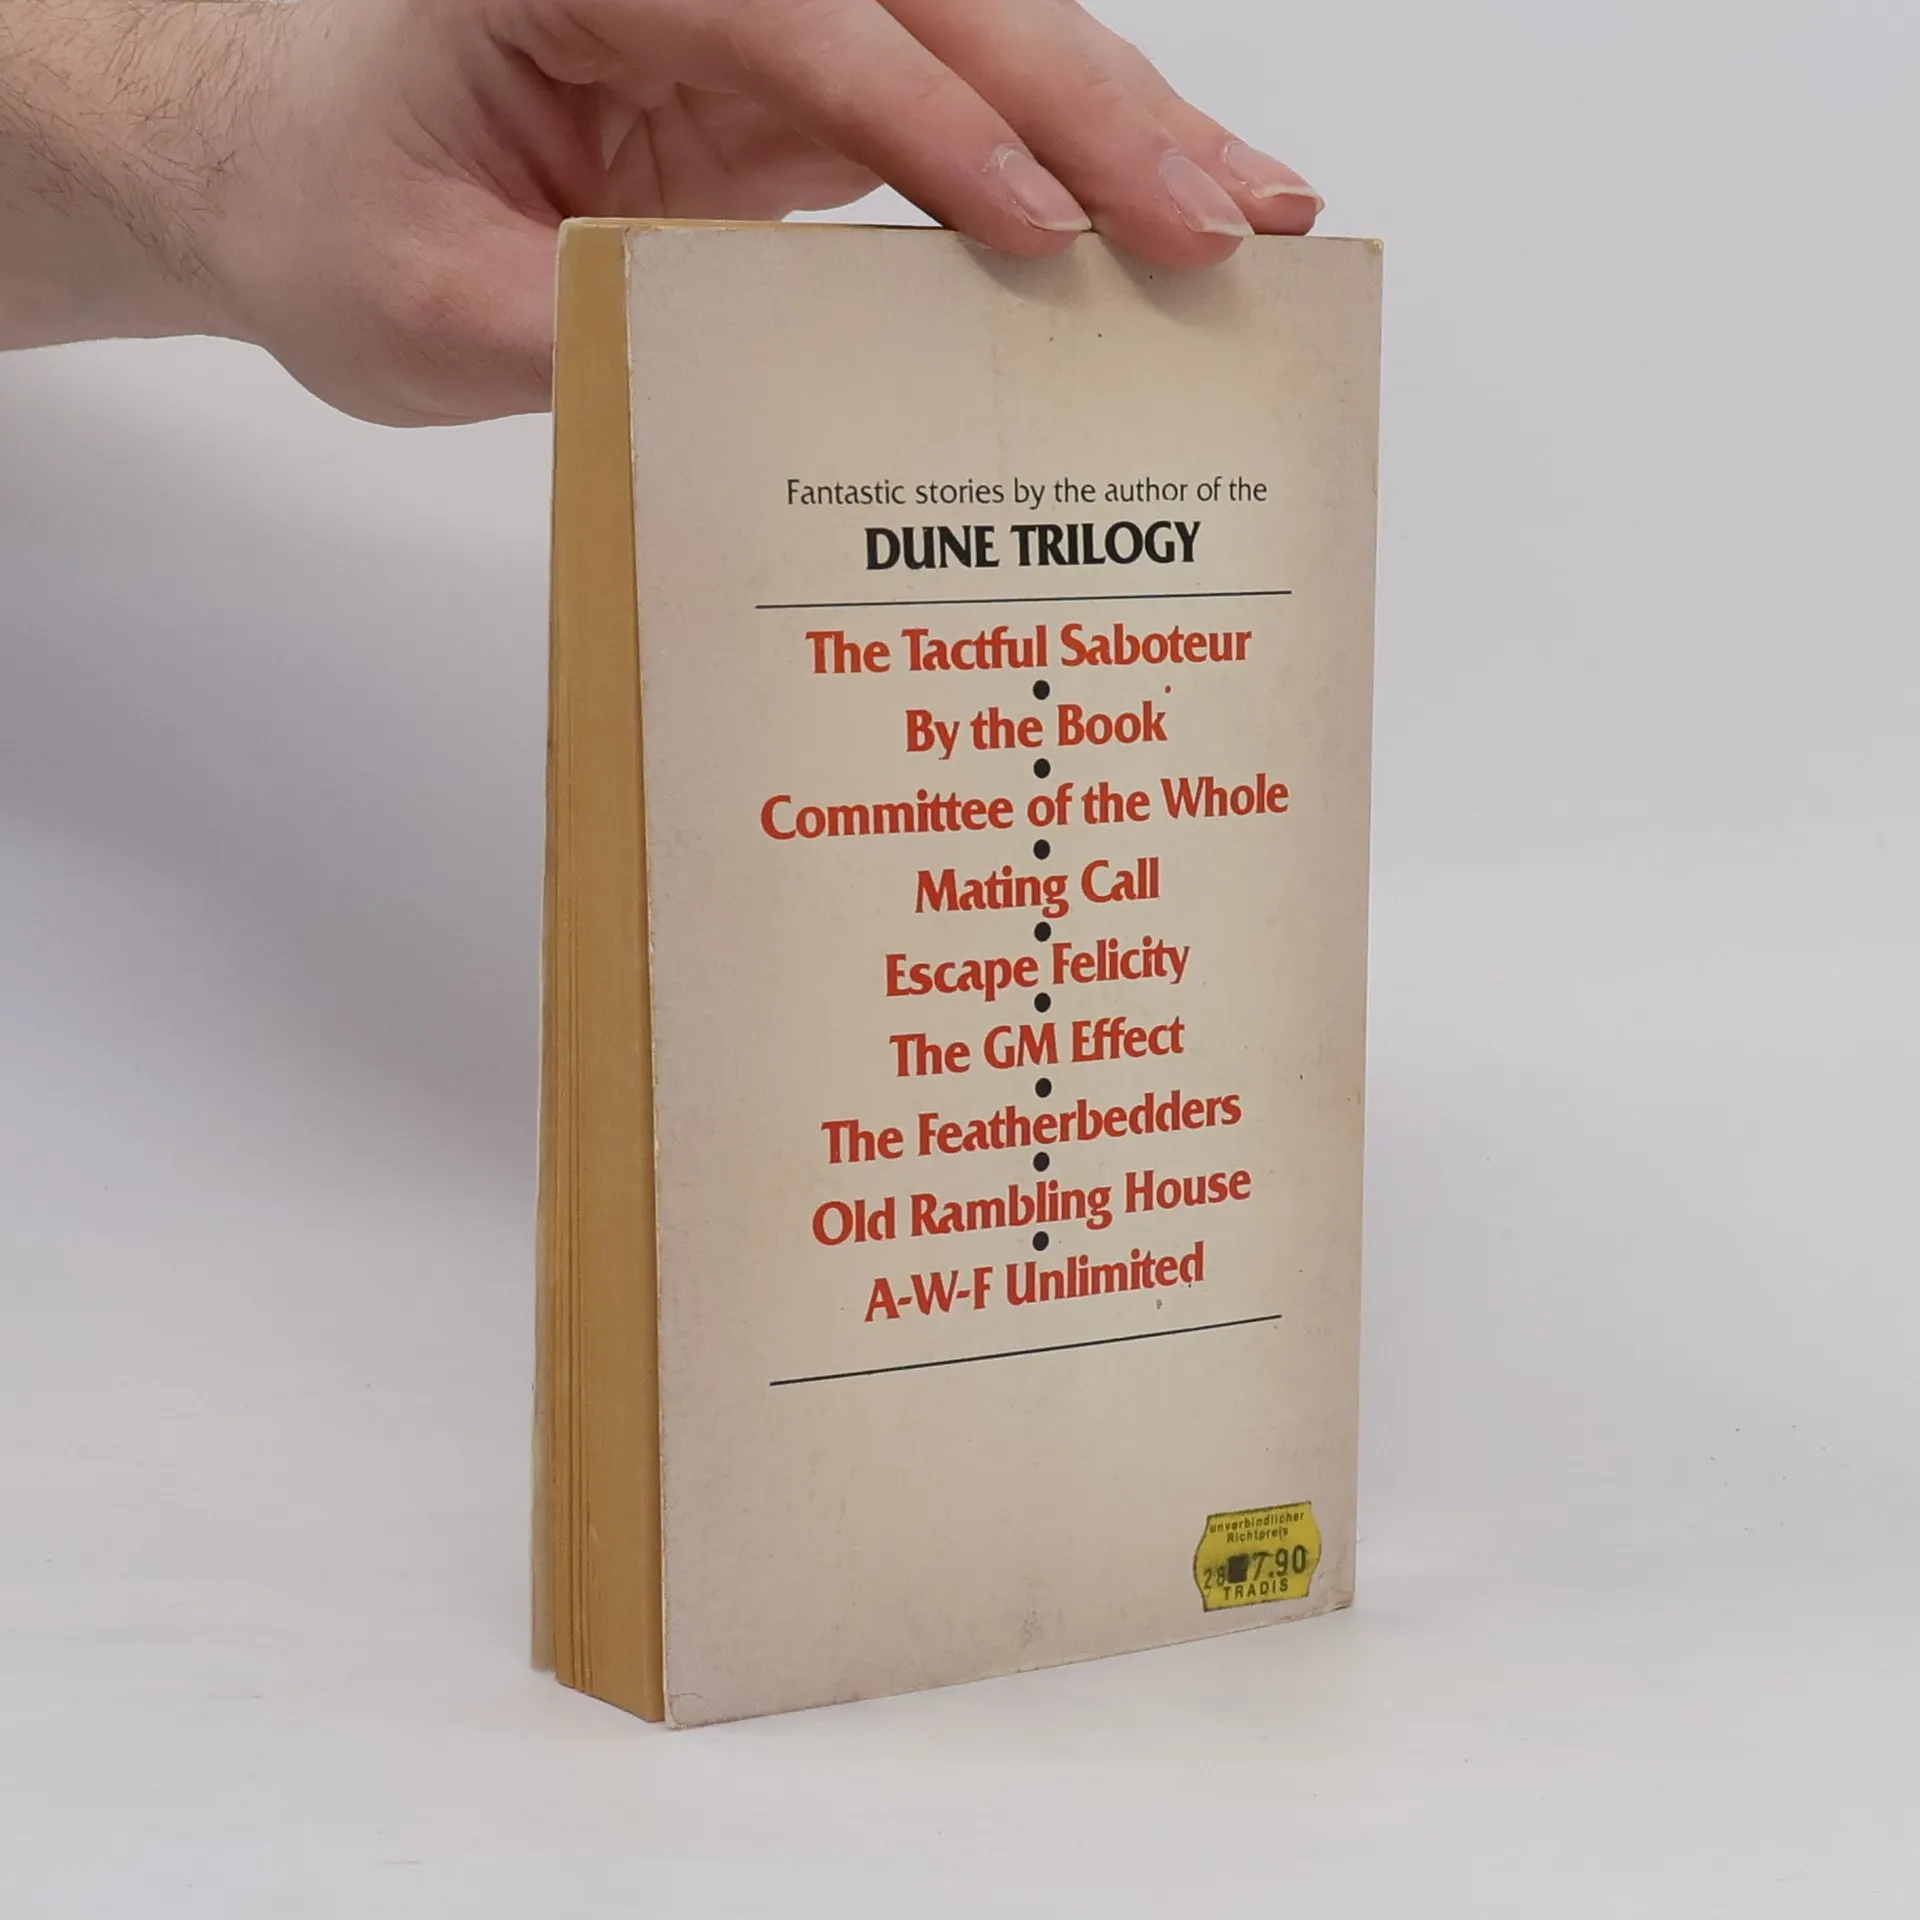 Fantastic stories by the author of the
DUNE TRILOGY
The Tactful Saboteur
By the Book
Committee of the Whole
Mating Call
Escape Felicity
The GM Effect
The Featherbedders
Old Rambling House
A-W-F Unlimited
unverbindlicher
Richtpreis
28 7.90
TRADIS